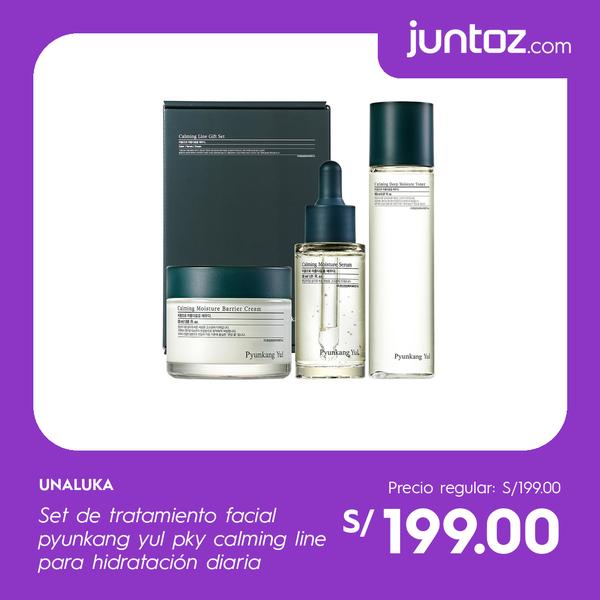 juntoz.com
Calming Line Gift Set
Calming Deep Moisture Toner
Calming Moisture Serum
Calming Moisture Barrier Cream
Pyunkang Yul
Pyunkang Yul
Pyunkang Yul
UNALUKA
Set de tratamiento facial
pyunkang yul pky calming line
para hidratación diaria
Precio regular: S/199.00
S/199.00